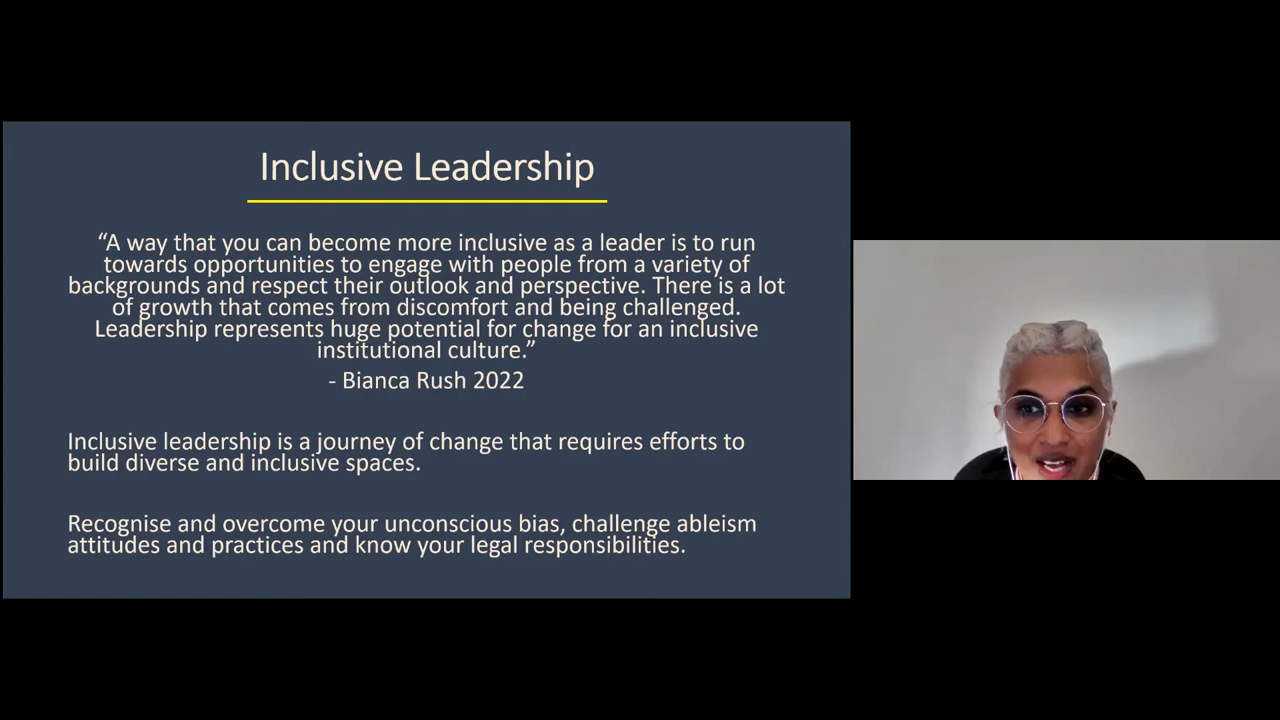 Inclusive Leadership
“A way that you can become more inclusive as a leader is to run
towards opportunities to engage with people from a variety of
backgrounds and respect their outlook and perspective. There is a lot
of growth that comes from discomfort and being challenged.
Leadership represents huge potential for change for an inclusive
institutional culture.”
- Bianca Rush 2022
Inclusive leadership is a journey of change that requires efforts to
build diverse and inclusive spaces.
Recognise and overcome your unconscious bias, challenge ableism
attitudes and practices and know your legal responsibilities.